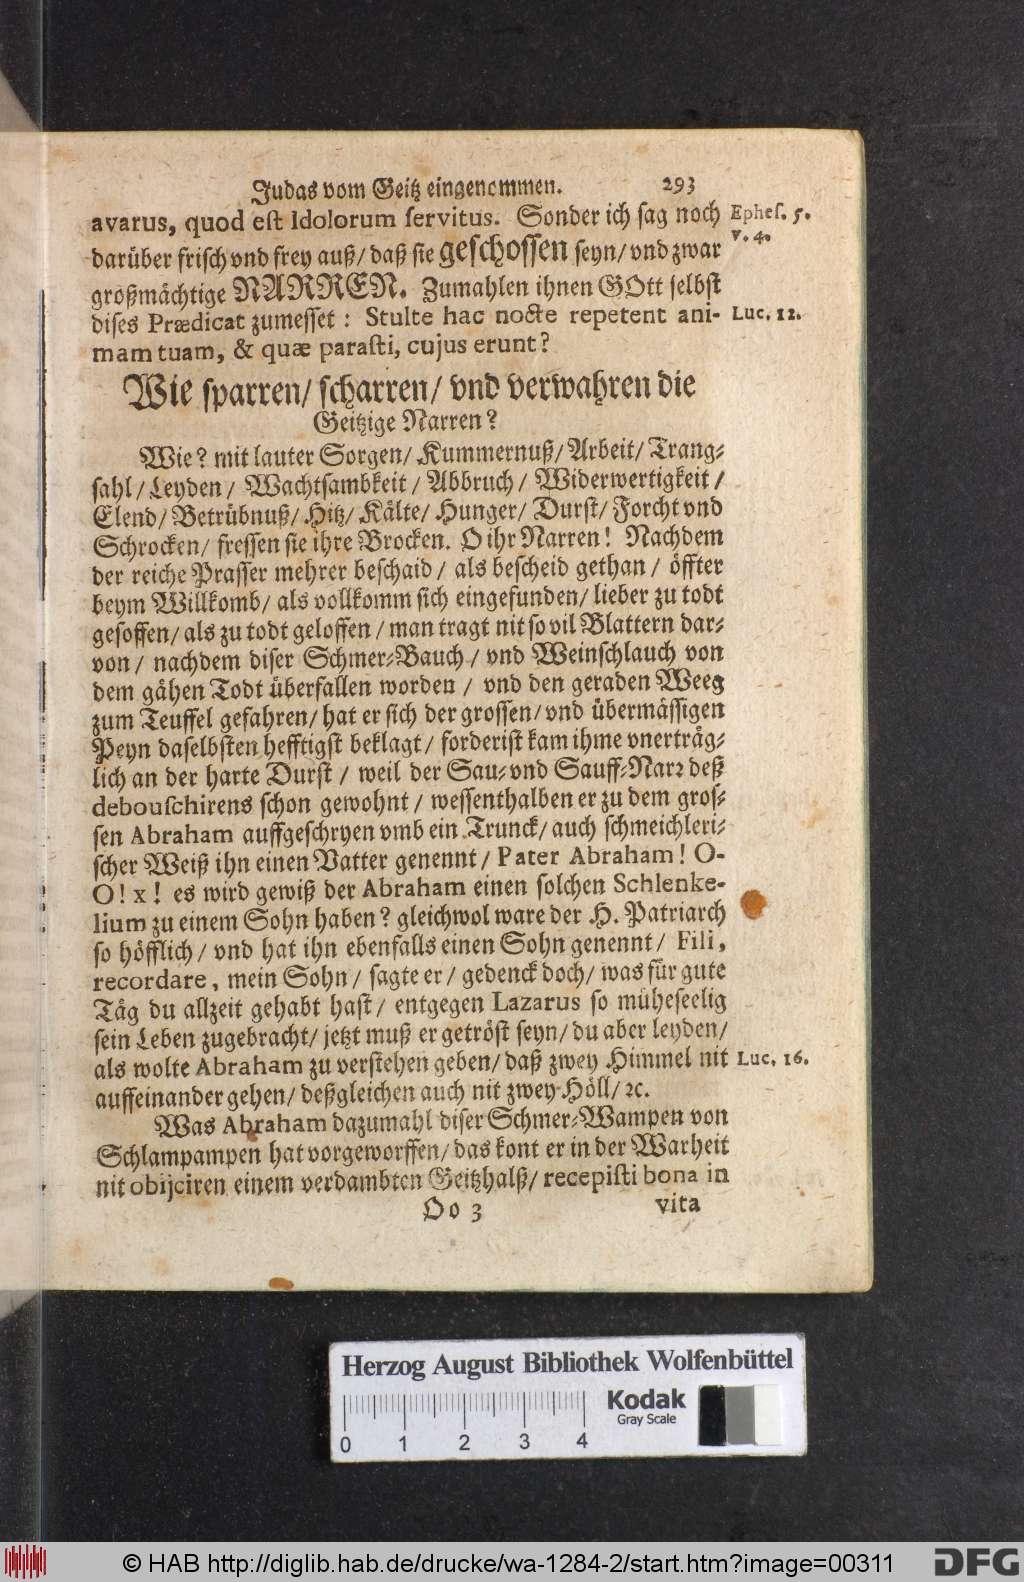 Judas vom Geitz eingenommen. 293
avarus, quod est Idolorum servitus. Sonder ich sag noch Ephes. 5.
v. 4.
darüber frisch vnd frey auß/ daß sie geschossen seyn/ vnd zwar
großmächtige NARREN. Zumahlen ihnen GOtt selbst
dises Prædicat zumesset: Stulte hac nocte repetent ani- Luc. 12.
mam tuam, & quæ parasti, cujus erunt?
Wie sparren/ scharren/ vnd verwahren die
Geitzige Narren?
Wie? mit lauter Sorgen/ Kummernuß/ Arbeit/ Trang-
sahl/ Leyden/ Wachtsambkeit/ Abbruch/ Widerwertigkeit/
Elend/ Betrübnuß/ Hitz/ Kälte/ Hunger/ Durst/ Forcht vnd
Schrocken/ fressen sie ihre Brocken. O ihr Narren! Nachdem
der reiche Prasser mehrer beschaid/ als bescheid gethan/ öffter
beym Willkomb/ als vollkomm sich eingefunden/ lieber zu todt
gesoffen/ als zu todt geloffen/ man tragt nit so vil Blattern dar-
von/ nachdem diser Schmer-Bauch/ vnd Weinschlauch von
dem gähen Todt überfallen worden/ vnd den geraden Weeg
zum Teuffel gefahren/ hat er sich der grossen/ vnd übermässigen
Peyn daselbsten hefftigst beklagt/ forderist kam ihme vnerträg-
lich an der harte Durst/ weil der Sau- vnd Sauff-Narr deß
debouschirens schon gewohnt/ wessenthalben er zu dem gros-
sen Abraham auffgeschryen vmb ein Trunck/ auch schmeichleri-
scher Weiß ihn einen Vatter genennt/ Pater Abraham! O-
O! x! es wird gewiß der Abraham einen solchen Schlenke-
lium zu einem Sohn haben? gleichwol ware der H. Patriarch
so höfflich/ vnd hat ihn ebenfalls einen Sohn genennt/ Fili,
recordare, mein Sohn/ sagte er/ gedenck doch/ was für gute
Täg du allzeit gehabt hast/ entgegen Lazarus so müheseelig
sein Leben zugebracht/ jetzt muß er getröst seyn/ du aber leyden/
als wolte Abraham zu verstehen geben/ daß zwey Himmel nit Luc. 16.
auffeinander gehen/ deßgleichen auch nit zwey Höll/ ꝛc.
Was Abraham dazumahl diser Schmer-Wampen von
Schlampampen hat vorgeworffen/ das kont er in der Warheit
nit obijciren einem verdambten Geitzhalß/ recepisti bona in
Oo 3 vita
Herzog August Bibliothek Wolfenbüttel
Kodak
Gray Scale
0 1 2 3 4
© HAB http://diglib.hab.de/drucke/wa-1284-2/start.htm?image=00311
DFG